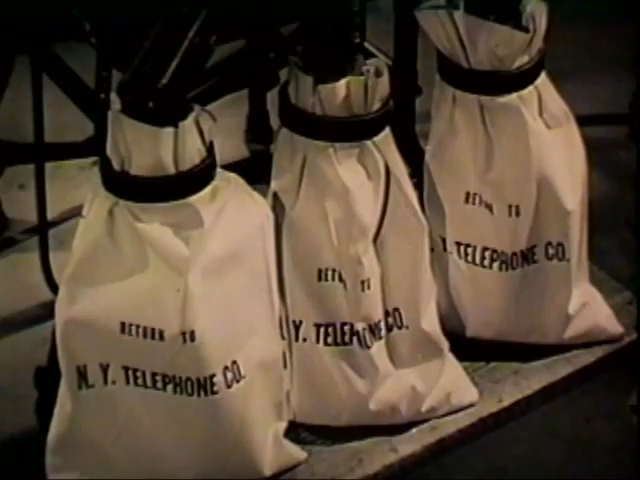 RETURN TO
N. Y. TELEPHONE CO.
RETURN TO
Y. TELEPHONE CO.
RETURN TO
. Y. TELEPHONE CO.